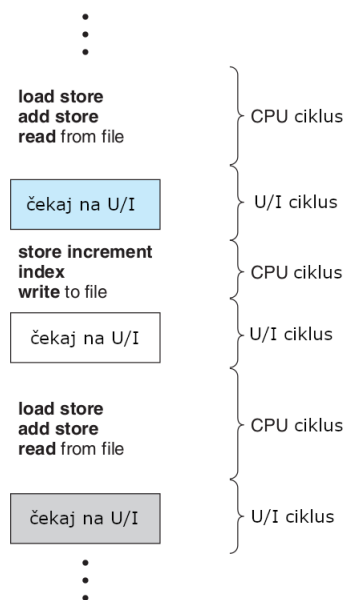 load store
add store
read from file
CPU ciklus
čekaj na U/I
U/I ciklus
store increment
index
write to file
CPU ciklus
čekaj na U/I
U/I ciklus
load store
add store
read from file
CPU ciklus
čekaj na U/I
U/I ciklus